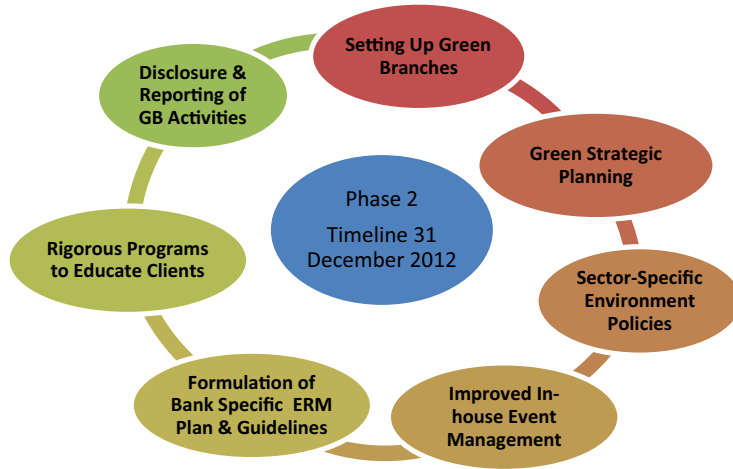 Setting Up Green
Branches
Green Strategic
Planning
Sector-Specific
Environment
Policies
Improved In-
house Event
Management
Formulation of
Bank Specific ERM
Plan & Guidelines
Rigorous Programs
to Educate Clients
Disclosure &
Reporting of
GB Activities
Phase 2
Timeline 31
December 2012